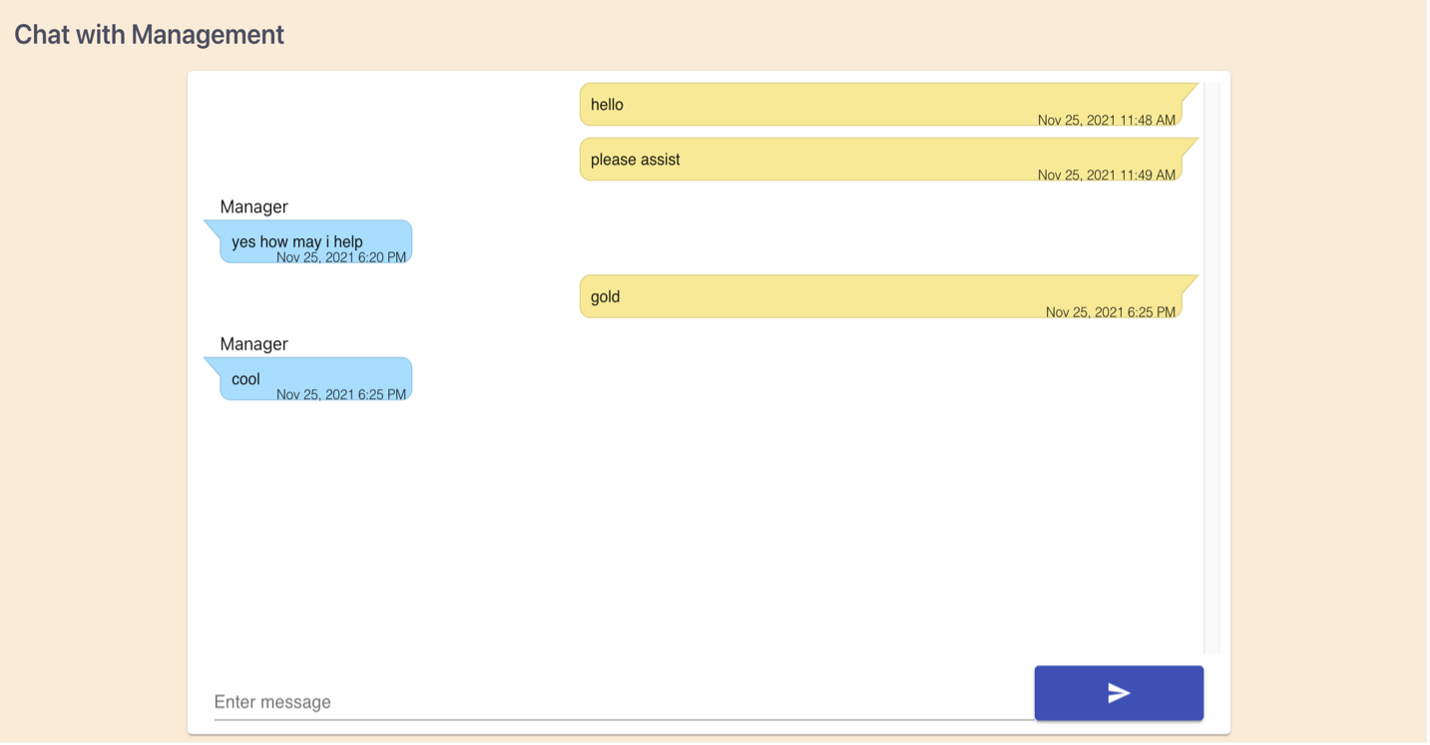 Chat with Management
hello
Nov 25, 2021 11:48 AM
please assist
Nov 25, 2021 11:49 AM
Manager
yes how may i help
Nov 25, 2021 6:20 PM
gold
Nov 25, 2021 6:25 PM
Manager
cool
Nov 25, 2021 6:25 PM
Enter message